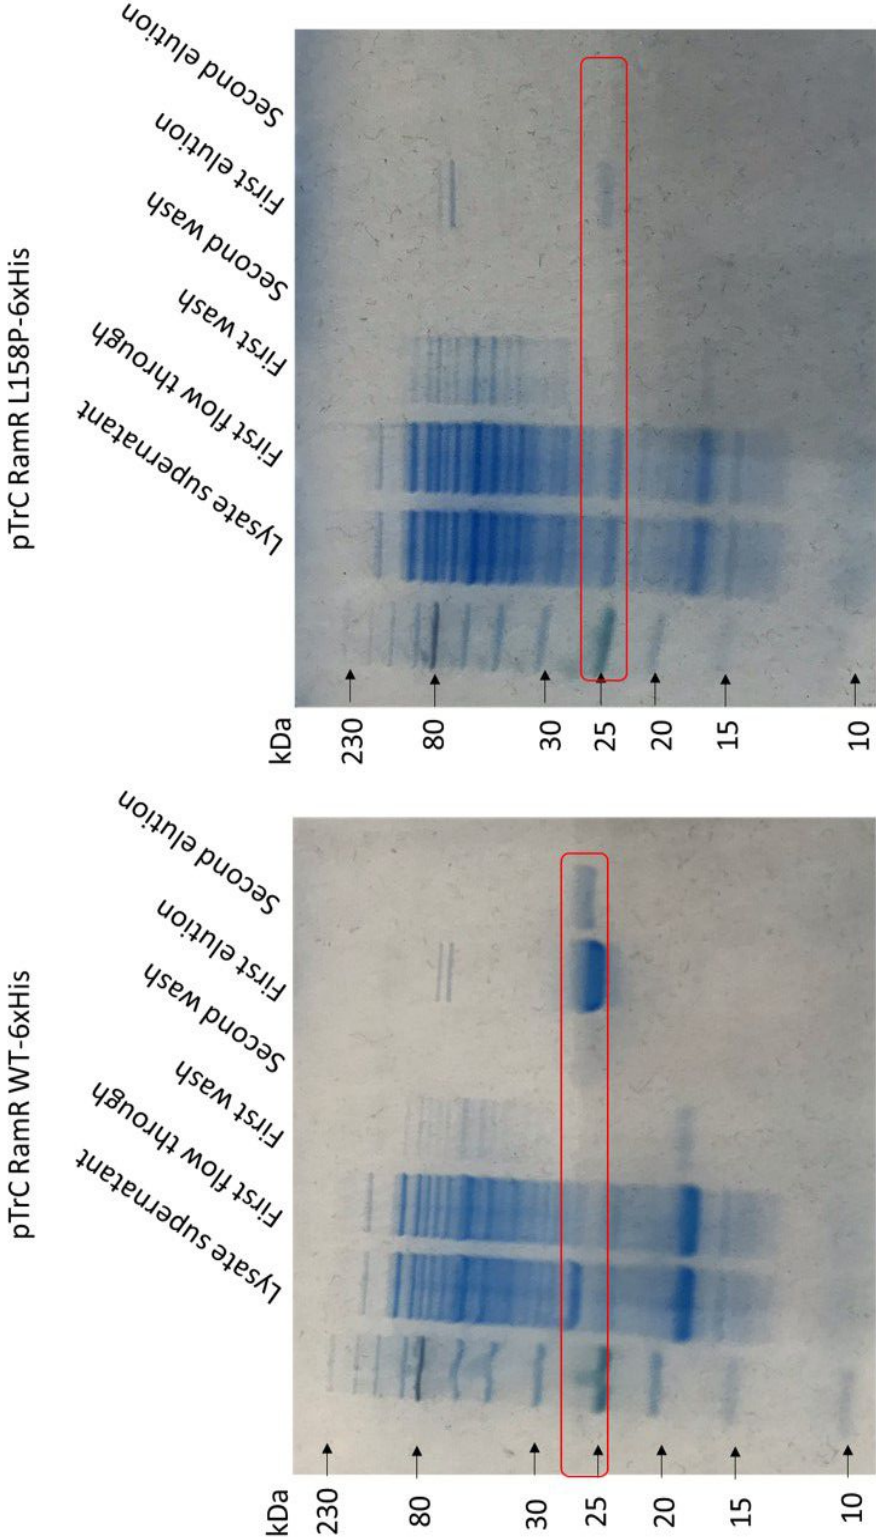 pTrC RamR WT-6xHis
Lysate supernatant
First flow through
First wash
Second wash
First elution
Second elution
kDa
230
80
30
25
20
15
10
pTrC RamR L158P-6xHis
Lysate supernatant
First flow through
First wash
Second wash
First elution
Second elution
kDa
230
80
30
25
20
15
10